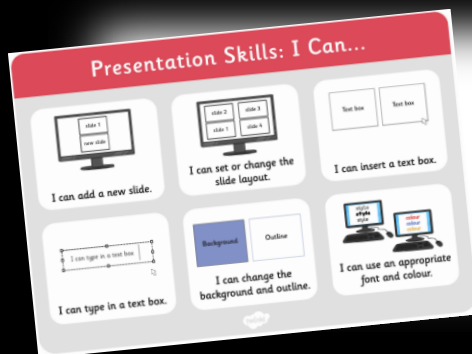 Presentation Skills: I Can...
slide 1
new slide
I can add a new slide.
slide 2
slide 3
slide 1
slide 4
I can set or change the
slide layout.
Text box
Text box
I can insert a text box.
I can type in a text box
I can type in a text box.
Background
Outline
I can change the
background and outline.
style
style
style
colour
colour
colour
I can use an appropriate
font and colour.